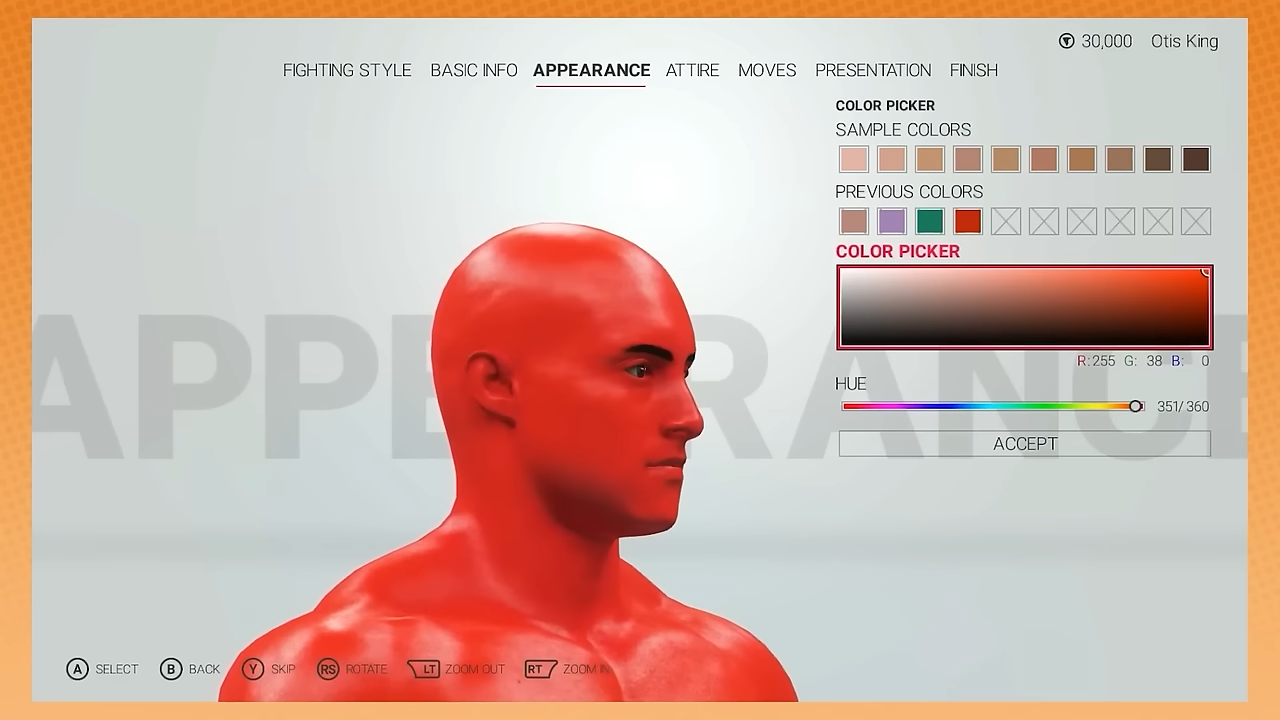 30,000 Otis King
FIGHTING STYLE BASIC INFO APPEARANCE ATTIRE MOVES PRESENTATION FINISH
COLOR PICKER
SAMPLE COLORS
PREVIOUS COLORS
COLOR PICKER
R:255 G: 38 B: 0
HUE
351/360
ACCEPT
APPEARANCE
A SELECT B BACK Y SKIP RS ROTATE LT ZOOM OUT RT ZOOM IN